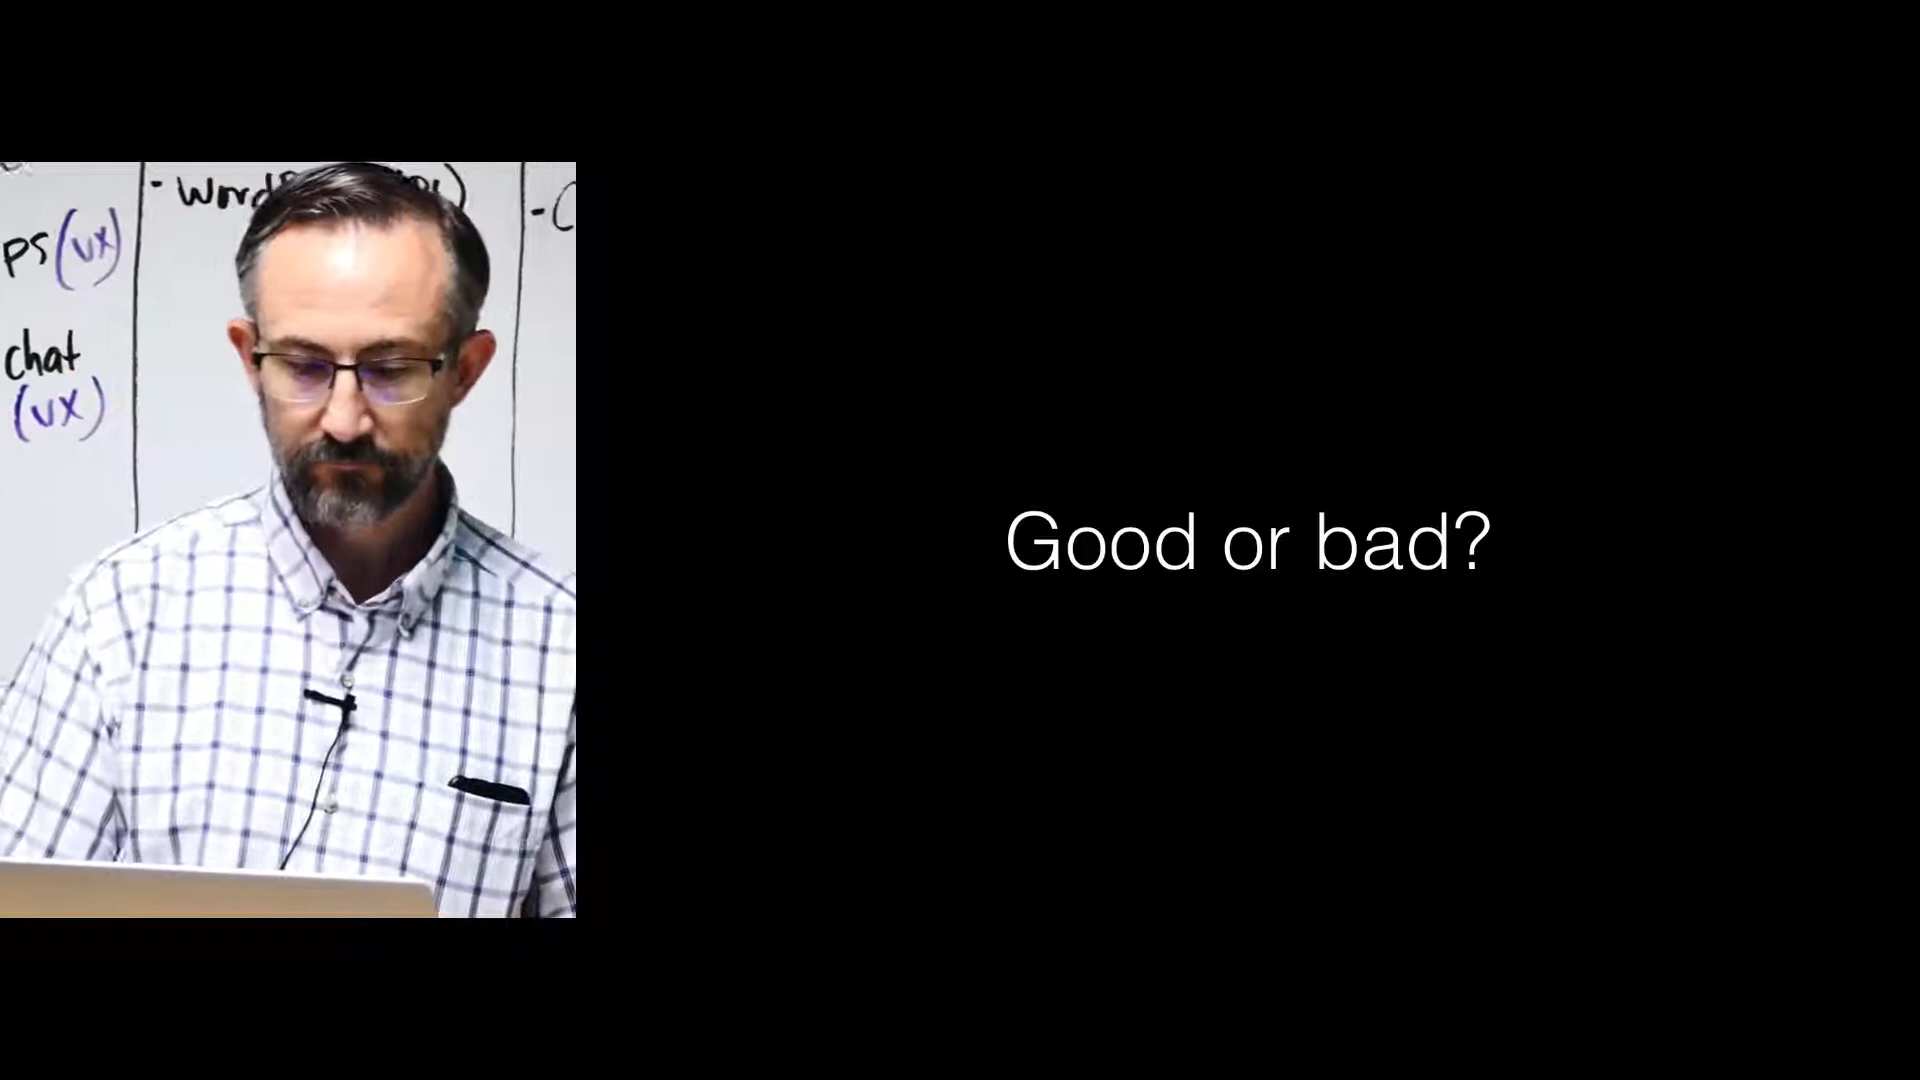 - Word
ps (UX)
- C
chat
(UX)
Good or bad?